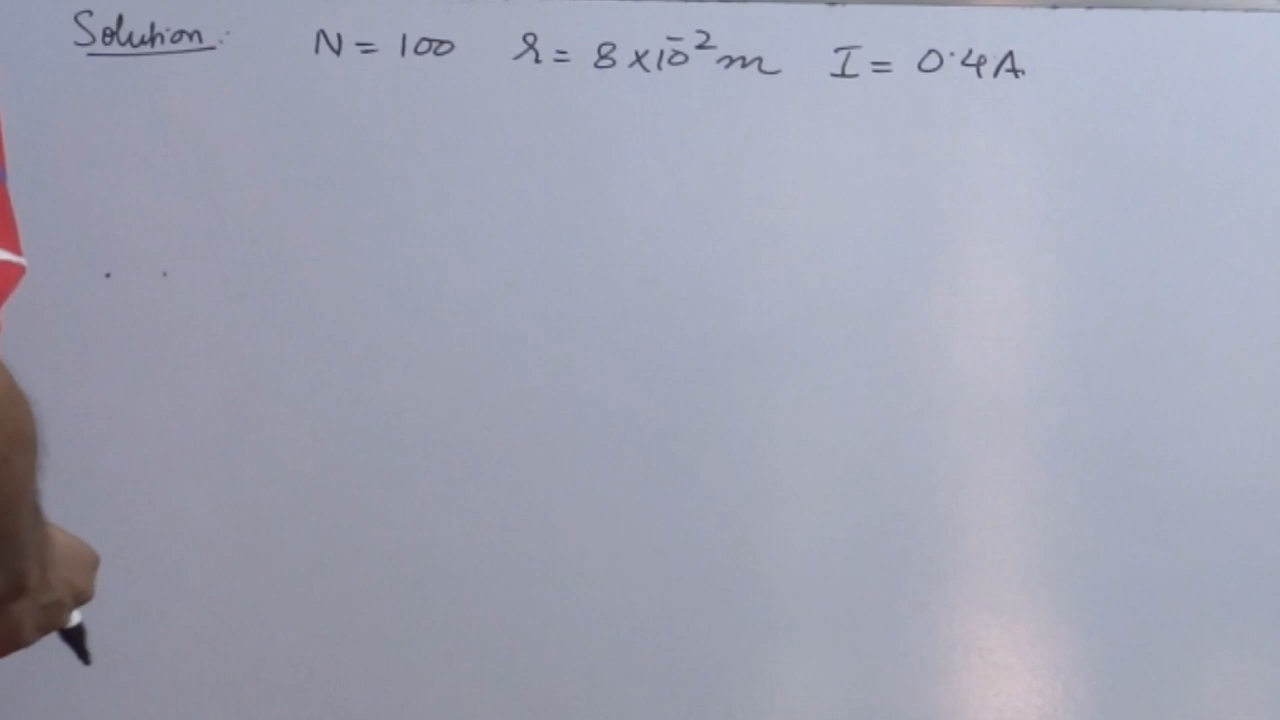 Solution: N = 100 r = 8 × 10⁻² m I = 0.4 A